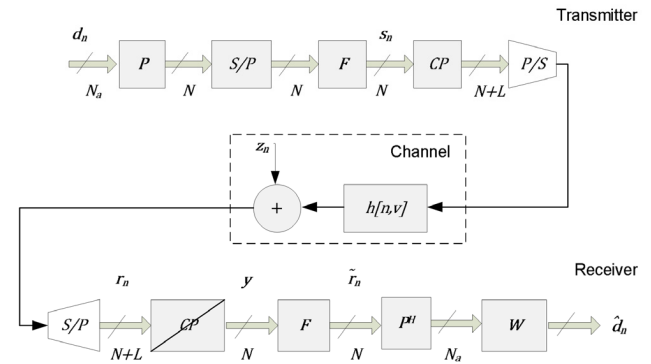 Transmitter
d_n
s_n
P
S/P
F
CP
P/S
N_a
N
N
N
N+L
Channel
z_n
+
h[n,v]
Receiver
r_n
y
r̃_n
S/P
CP
F
P^H
W
d̂_n
N+L
N
N
N_a